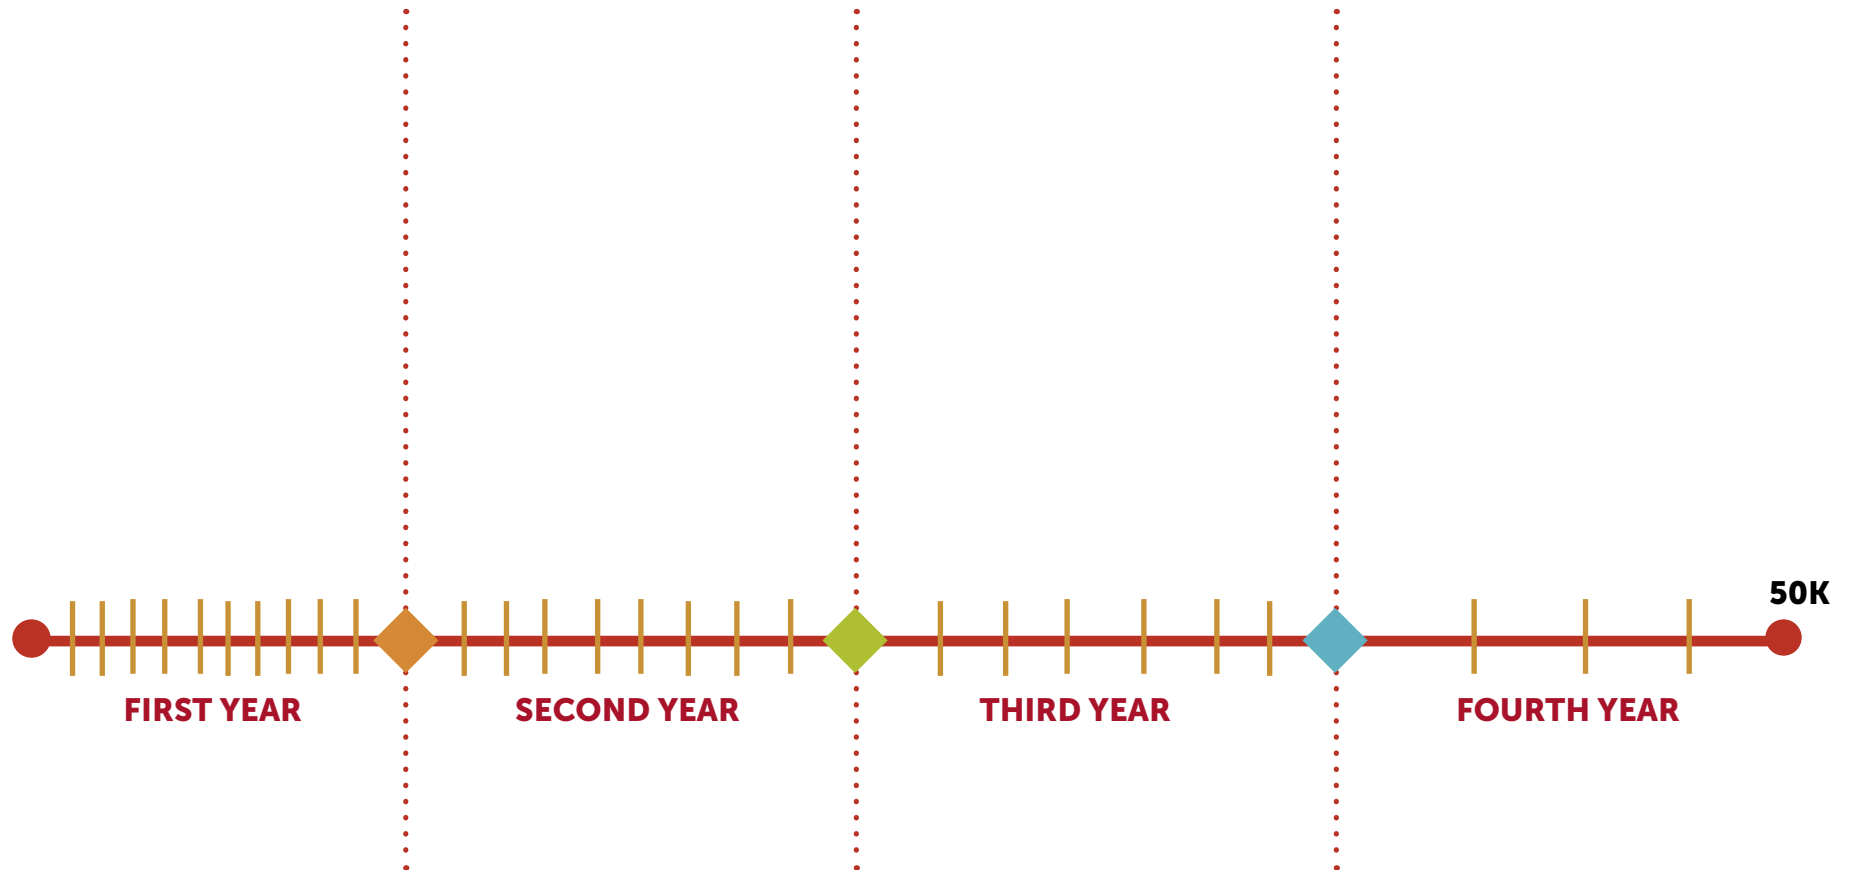 50K
FIRST YEAR
SECOND YEAR
THIRD YEAR
FOURTH YEAR